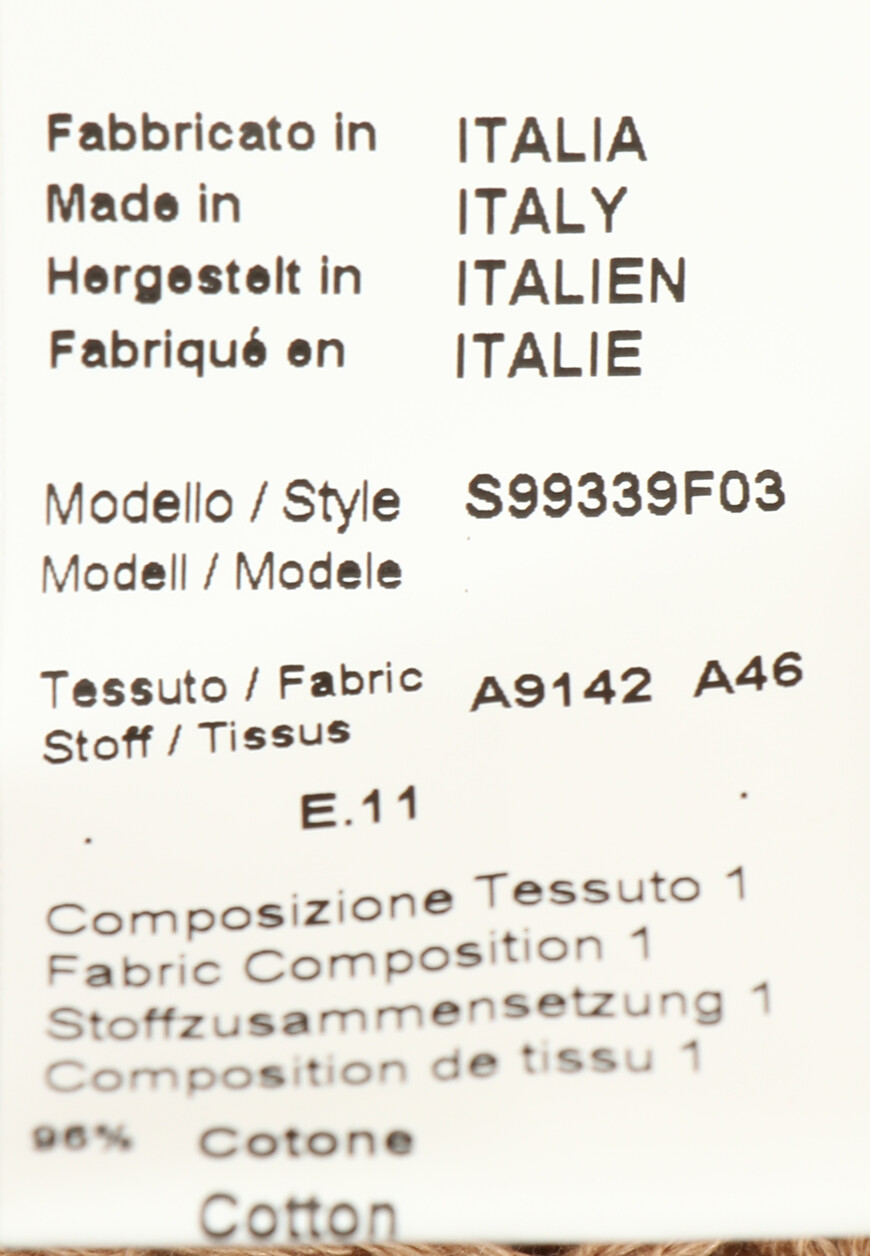 Fabbricato in ITALIA
Made in ITALY
Hergestelt in ITALIEN
Fabriqué en ITALIE
Modello / Style S99339F03
Modell / Modele
Tessuto / Fabric A9142 A46
Stoff / Tissus
E.11
Composizione Tessuto 1
Fabric Composition 1
Stoffzusammensetzung 1
Composition de tissu 1
96% Cotone
Cotton